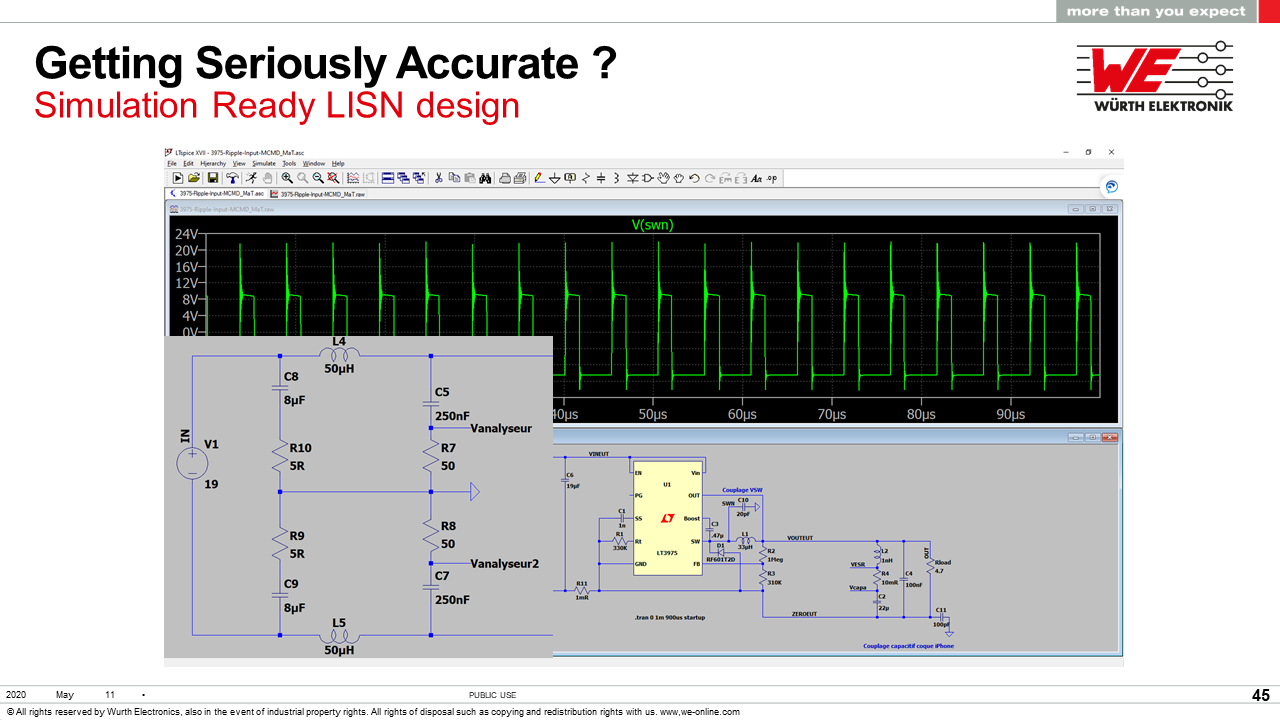 more than you expect
Getting Seriously Accurate ?
Simulation Ready LISN design
WE
WÜRTH ELEKTRONIK
LTspice XVII - 3975-Ripple-Input-MCMD_MaT.asc
File Edit Hierarchy View Simulate Tools Window Help
3975-Ripple-Input-MCMD_MaT.asc 3975-Ripple-Input-MCMD_MaT.raw
3975-Ripple-Input-MCMD_MaT.raw
V(swn)
24V
20V
16V
12V
8V
4V
0V
40µs 50µs 60µs 70µs 80µs 90µs
L4
50µH
C8
8µF
C5
250nF
Vanalyseur
IN
V1
19
R10
5R
R7
50
R9
5R
R8
50
Vanalyseur2
C9
8µF
C7
250nF
L5
50µH
VINEUT
C6
19µF
EN
Vin
U1
PG
OUT
SS
Boost
Rt
SW
LT3975
GND
FB
C1
1n
R1
330K
R11
1mR
Couplage VSW
SWN
C10
20pF
C3
.47µ
D1
RF601T2D
L1
33µH
R2
1Meg
R3
310K
VOUTEUT
L2
1nH
VESR
R4
10mR
Vcapa
C2
22µ
C4
100nF
OUT
Rload
4.7
ZEROEUT
C11
100pF
.tran 0 1m 900us startup
Couplage capacitif coque iPhone
2020 May 11 •
PUBLIC USE
45
© All rights reserved by Wurth Electronics, also in the event of industrial property rights. All rights of disposal such as copying and redistribution rights with us. www,we-online.com